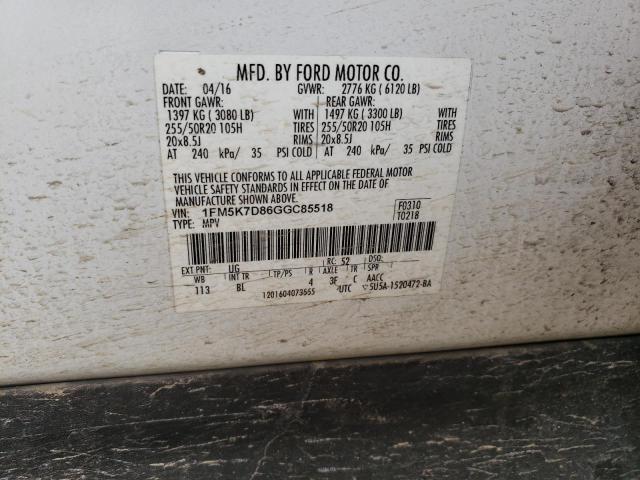 MFD. BY FORD MOTOR CO.
DATE: 04/16 GVWR: 2776 KG ( 6120 LB)
FRONT GAWR: REAR GAWR:
1397 KG ( 3080 LB) WITH 1497 KG ( 3300 LB) WITH
255/50R20 105H TIRES 255/50R20 105H TIRES
20x8.5J RIMS 20x8.5J RIMS
AT 240 kPa/ 35 PSI COLD AT 240 kPa/ 35 PSI COLD
THIS VEHICLE CONFORMS TO ALL APPLICABLE FEDERAL MOTOR
VEHICLE SAFETY STANDARDS IN EFFECT ON THE DATE OF
MANUFACTURE SHOWN ABOVE.
VIN: 1FM5K7D86GGC85518 F0310
TYPE: MPV T0218
EXT PNT: UG RC: 52 DSO:
WB INT TR TP/PS R AXLE TR SPR
113 BL 4 3F C AACC
1201604073555 UTC 5U5A-1520472-BA